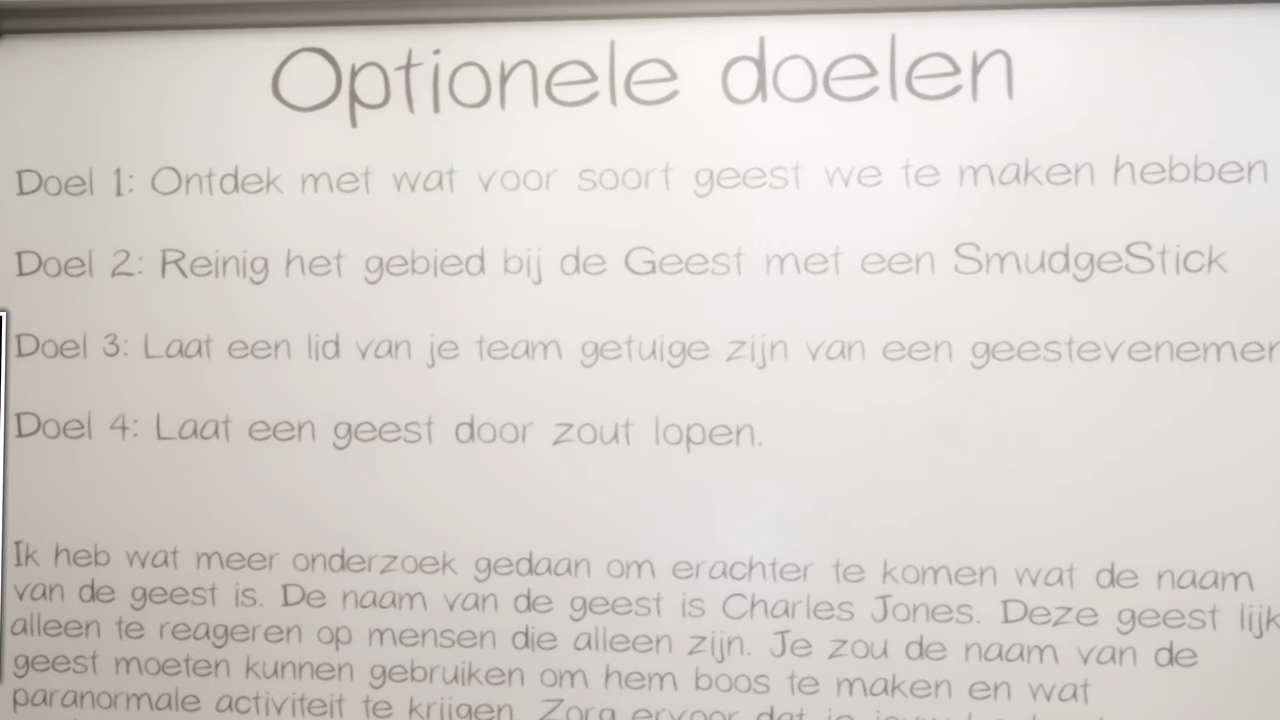 Optionele doelen
Doel 1: Ontdek met wat voor soort geest we te maken hebben
Doel 2: Reinig het gebied bij de Geest met een SmudgeStick
Doel 3: Laat een lid van je team getuige zijn van een
Doel 4: Laat een geest door zout lopen.
Ik heb wat meer onderzoek gedaan om erachter te komen wat de naam
van de geest is. De naam van de geest is Charles Jones. Deze geest
alleen te reageren op mensen die alleen zijn. Je zou de naam van de
geest moeten kunnen gebruiken om hem boos te maken en wat
paranormale activiteit te krijgen. Zorg ervoor dat je